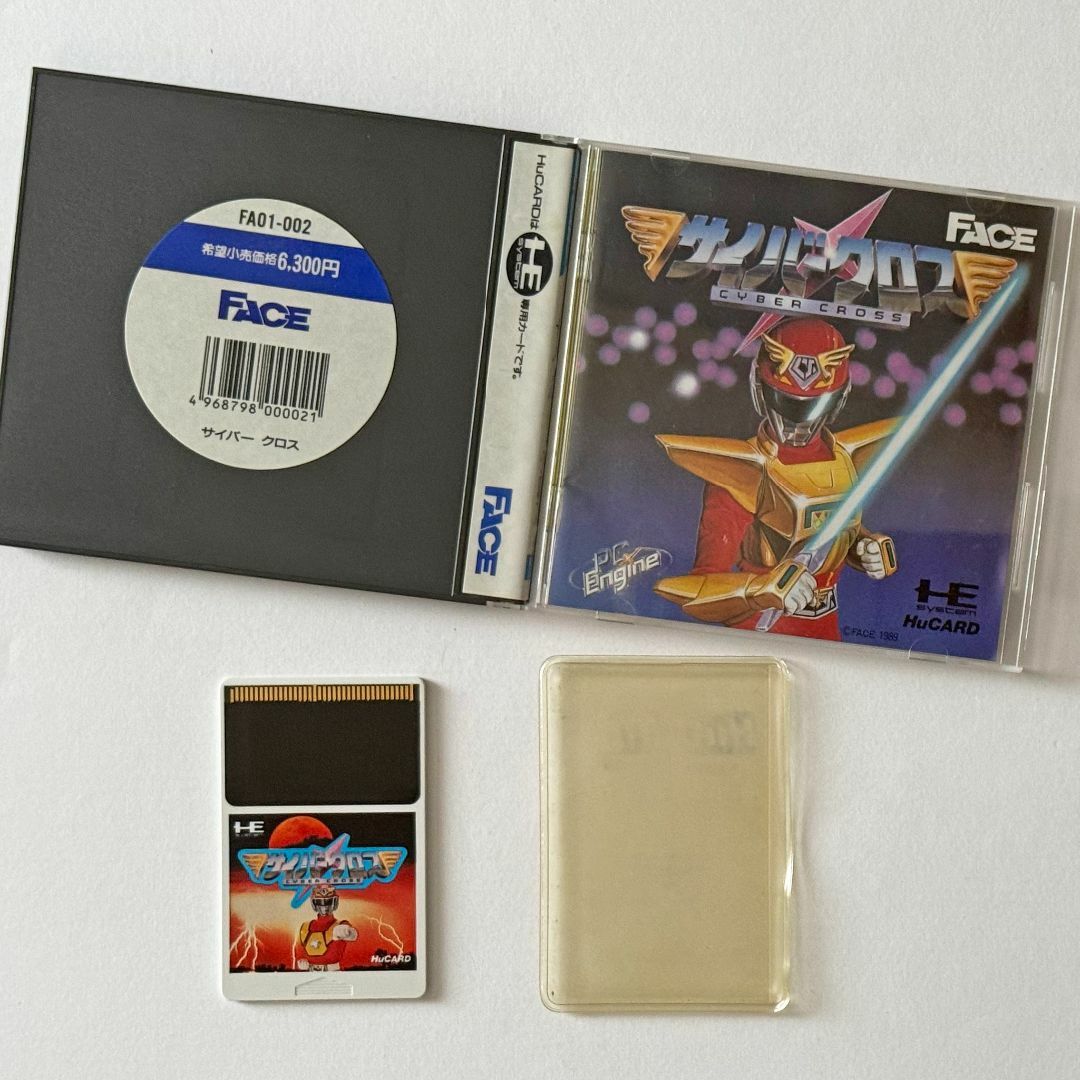 FA01-002
希望小売価格6,300円
FACE
4 968798 000021
サイバー クロス
HuCARDは
HE
SYSTEM
専用カードです。
FACE
FACE
サイバークロス
CYBER CROSS
PC
Engine
HE
system
HuCARD
©FACE 1989
HE
サイバークロス
CYBER CROSS
HuCARD